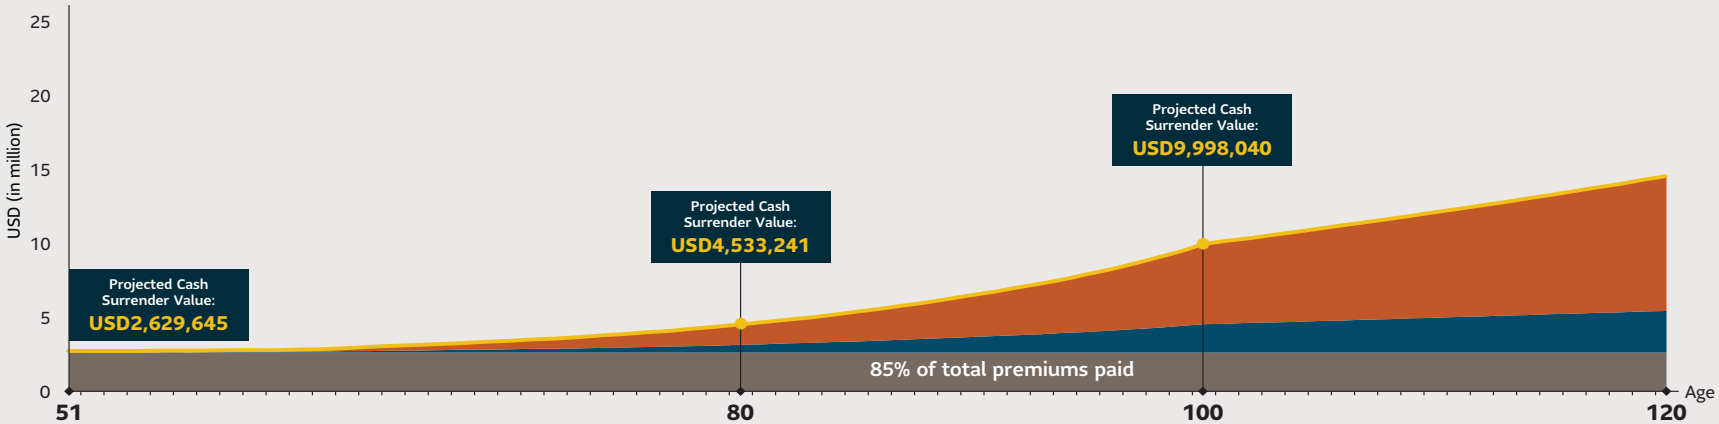 USD (in million)
25
20
15
10
5
0
Projected Cash
Surrender Value:
USD2,629,645
Projected Cash
Surrender Value:
USD4,533,241
Projected Cash
Surrender Value:
USD9,998,040
85% of total premiums paid
51
80
100
120
Age